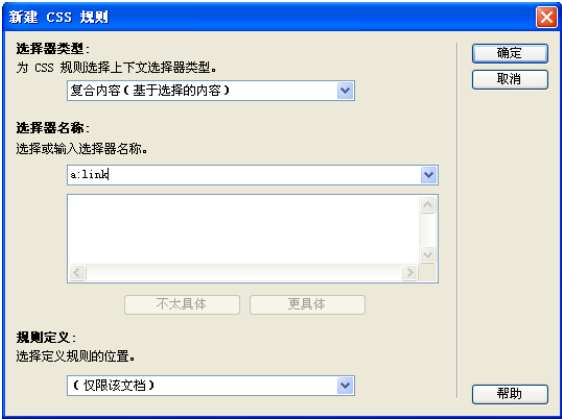 新建 CSS 规则
选择器类型：
确定
为 CSS 规则选择上下文选择器类型。
取消
复合内容（基于选择的内容）
选择器名称：
选择或输入选择器名称。
a:link
不太具体
更具体
规则定义：
选择定义规则的位置。
（仅限该文档）
帮助